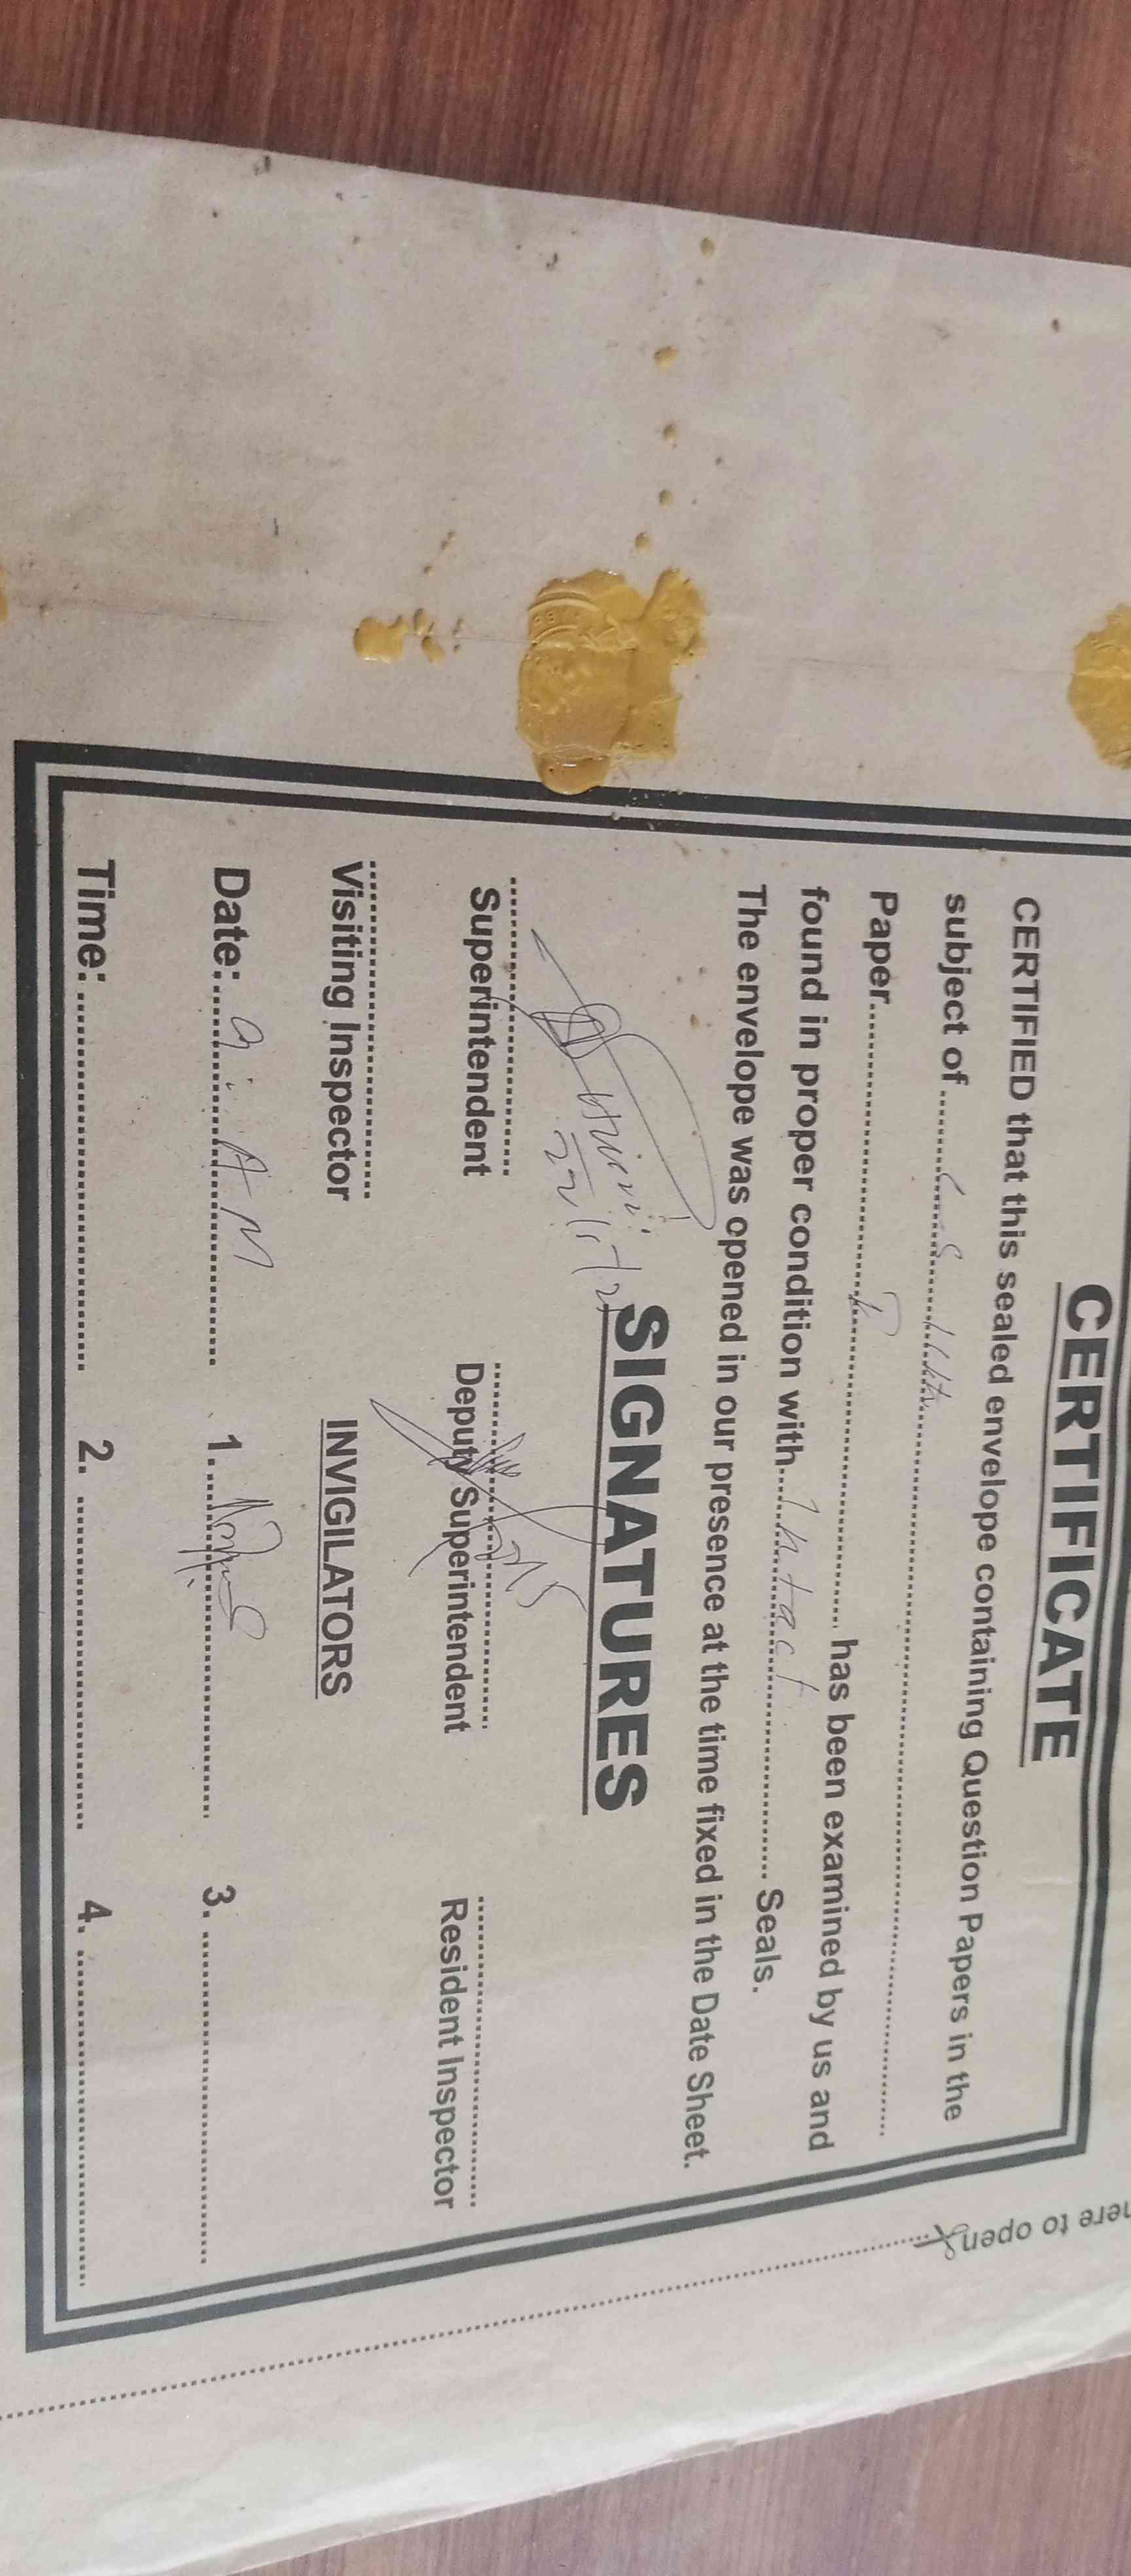 CERTIFICATE
CERTIFIED that this sealed envelope containing Question Papers in the
subject of
Paper has been examined by us and
found in proper condition with Intact Seals.
The envelope was opened in our presence at the time fixed in the Date Sheet.
SIGNATURES
Superintendent Deputy Superintendent Resident Inspector
Visiting Inspector INVIGILATORS
Date: AM 1. 3.
Time: 2. 4.
here to open